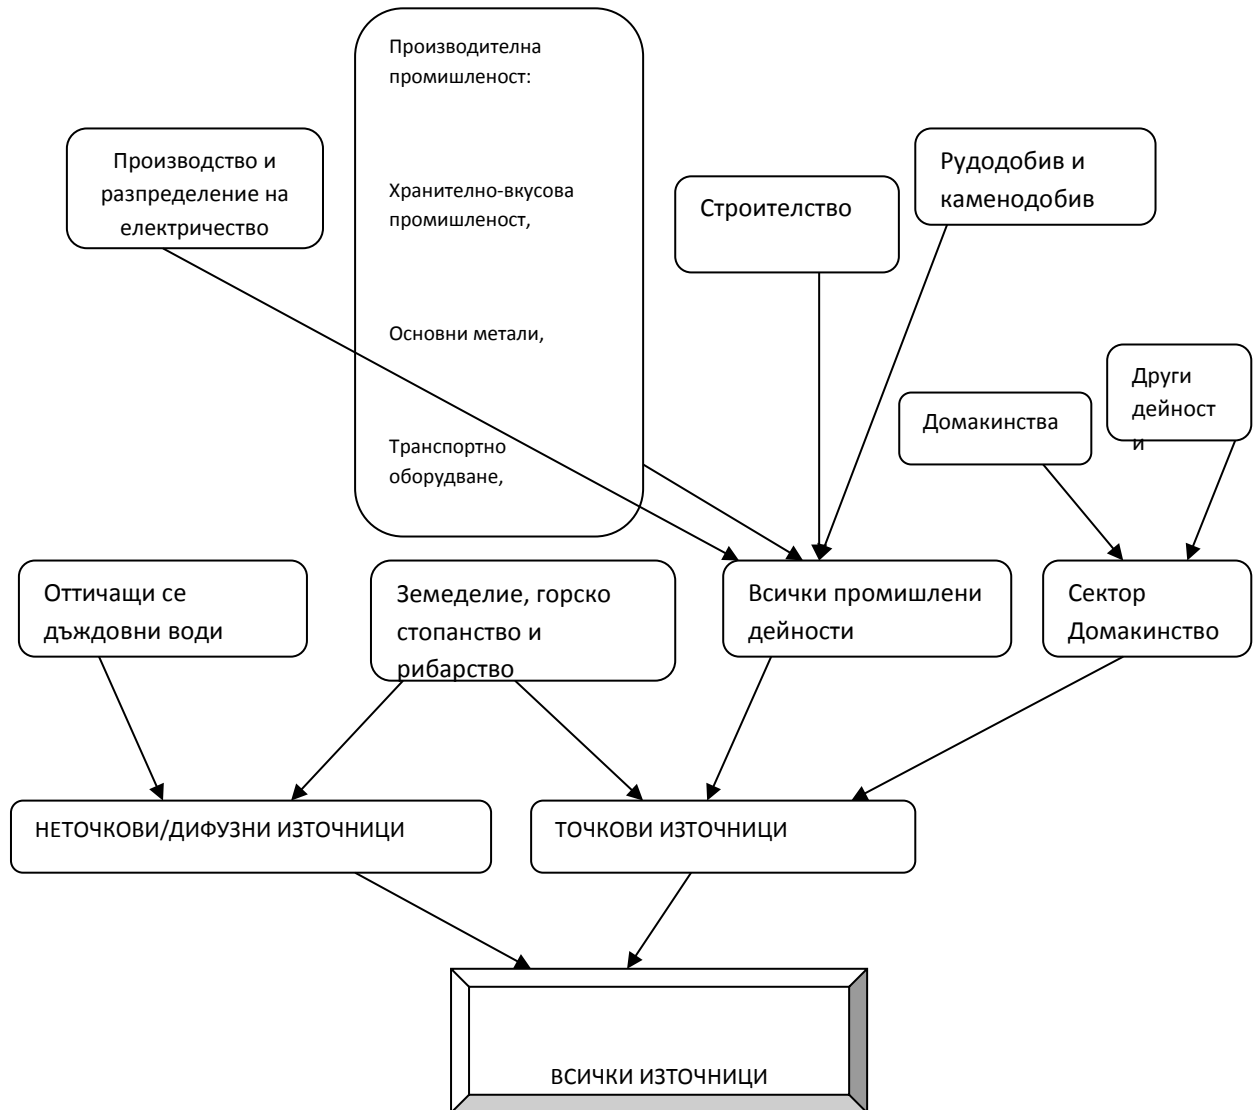 Производителна
промишленост:
Хранително-вкусова
промишленост,
Основни метали,
Транспортно
оборудване,
Производство и
разпределение на
електричество
Строителство
Рудодобив и
каменодобив
Домакинства
Други
дейност
и
Оттичащи се
дъждовни води
Земеделие, горско
стопанство и
рибарство
Всички промишлени
дейности
Сектор
Домакинство
НЕТОЧКОВИ/ДИФУЗНИ ИЗТОЧНИЦИ
ТОЧКОВИ ИЗТОЧНИЦИ
ВСИЧКИ ИЗТОЧНИЦИ